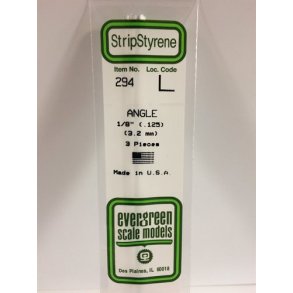 StripStyrene
Item No. Loc. Code
294
ANGLE
1/8" (.125)
(3.2 mm)
3 Pieces
Made in U.S.A.
evergreen
scale models
Des Plaines, IL 60018